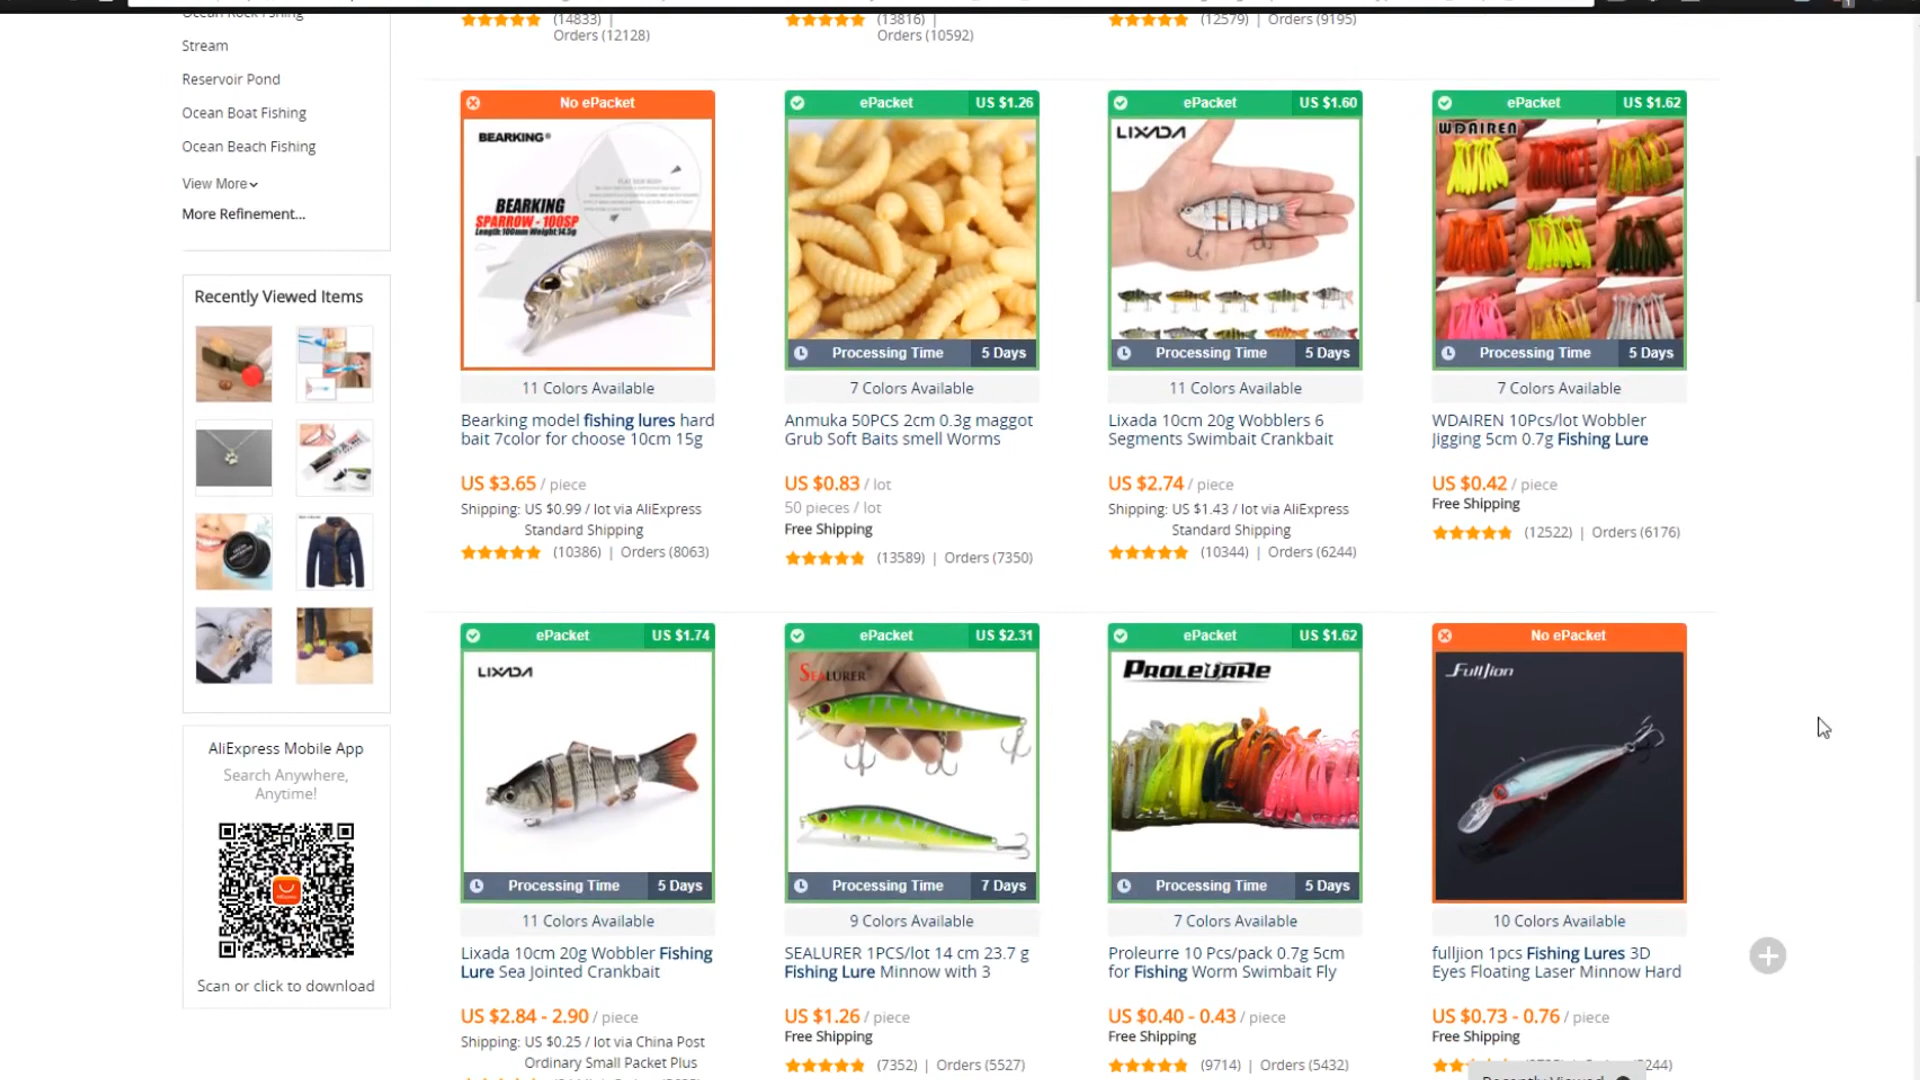 Ocean Rock Fishing
Stream
Reservoir Pond
Ocean Boat Fishing
Ocean Beach Fishing
View More
More Refinement...
Recently Viewed Items
AliExpress Mobile App
Search Anywhere,
Anytime!
Scan or click to download
(14833) |
Orders (12128)
(13816) |
Orders (10592)
(12579) | Orders (9195)
No ePacket
BEARKING®
BEARKING
SPARROW - 100SP
Length:100mm Weight:14.5g
11 Colors Available
Bearking model fishing lures hard
bait 7color for choose 10cm 15g
US $3.65 / piece
Shipping: US $0.99 / lot via AliExpress
Standard Shipping
(10386) | Orders (8063)
ePacket US $1.26
Processing Time 5 Days
7 Colors Available
Anmuka 50PCS 2cm 0.3g maggot
Grub Soft Baits smell Worms
US $0.83 / lot
50 pieces / lot
Free Shipping
(13589) | Orders (7350)
ePacket US $1.60
LIXADA
Processing Time 5 Days
11 Colors Available
Lixada 10cm 20g Wobblers 6
Segments Swimbait Crankbait
US $2.74 / piece
Shipping: US $1.43 / lot via AliExpress
Standard Shipping
(10344) | Orders (6244)
ePacket US $1.62
WDAIREN
Processing Time 5 Days
7 Colors Available
WDAIREN 10Pcs/lot Wobbler
Jigging 5cm 0.7g Fishing Lure
US $0.42 / piece
Free Shipping
(12522) | Orders (6176)
ePacket US $1.74
LIXADA
Processing Time 5 Days
11 Colors Available
Lixada 10cm 20g Wobbler Fishing
Lure Sea Jointed Crankbait
US $2.84 - 2.90 / piece
Shipping: US $0.25 / lot via China Post
Ordinary Small Packet Plus
ePacket US $2.31
SEALURER
Processing Time 7 Days
9 Colors Available
SEALURER 1PCS/lot 14 cm 23.7 g
Fishing Lure Minnow with 3
US $1.26 / piece
Free Shipping
(7352) | Orders (5527)
ePacket US $1.62
PROLEURRE
Processing Time 5 Days
7 Colors Available
Proleurre 10 Pcs/pack 0.7g 5cm
for Fishing Worm Swimbait Fly
US $0.40 - 0.43 / piece
Free Shipping
(9714) | Orders (5432)
No ePacket
Fulljion
10 Colors Available
fulljion 1pcs Fishing Lures 3D
Eyes Floating Laser Minnow Hard
US $0.73 - 0.76 / piece
Free Shipping
Recently Viewed